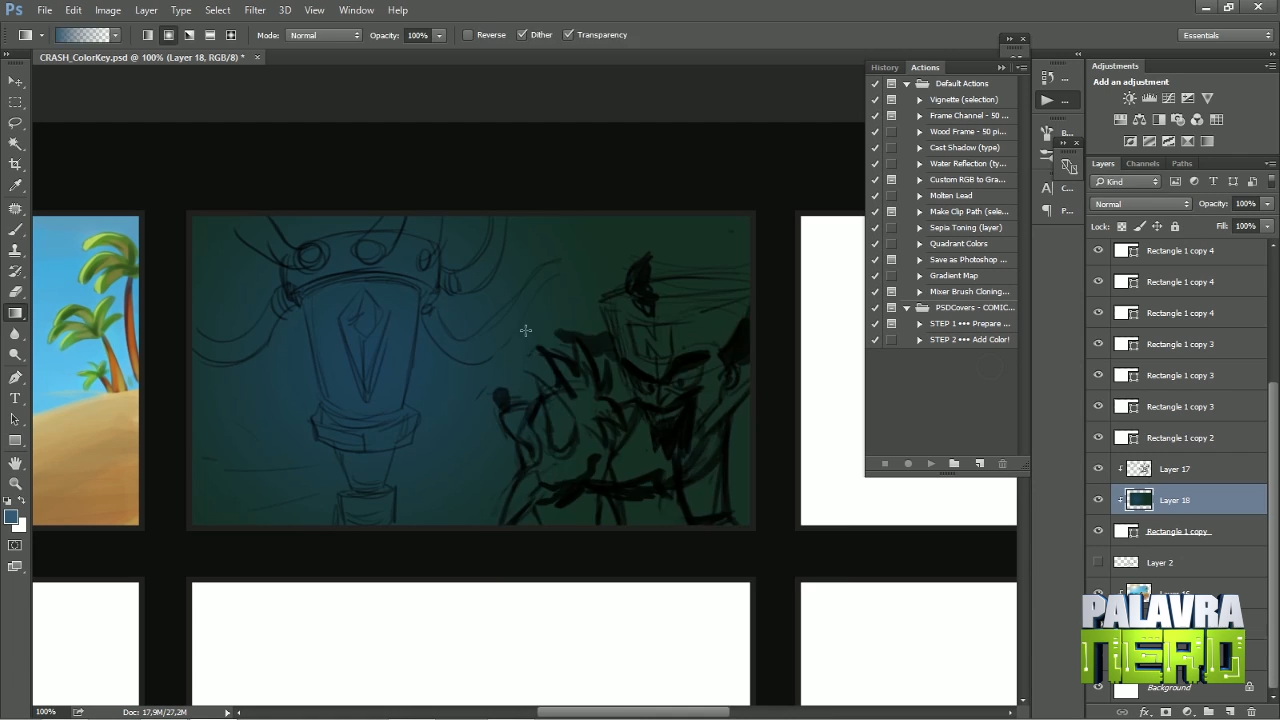 Ps File Edit Image Layer Type Select Filter 3D View Window Help
Mode: Normal Opacity: 100% Reverse Dither Transparency Essentials
CRASH_ColorKey.psd @ 100% (Layer 18, RGB/8) * ×
History Actions
Default Actions
Vignette (selection)
Frame Channel - 50 ...
Wood Frame - 50 pi...
Cast Shadow (type)
Water Reflection (ty...
Custom RGB to Gra...
Molten Lead
Make Clip Path (sele...
Sepia Toning (layer)
Quadrant Colors
Save as Photoshop ...
Gradient Map
Mixer Brush Cloning...
PSDCovers - COMIC...
STEP 1 ••• Prepare ...
STEP 2 ••• Add Color!
...
...
B...
C...
P...
Adjustments
Add an adjustment
Layers Channels Paths
Kind
Normal Opacity: 100%
Lock: Fill: 100%
Rectangle 1 copy 4
Rectangle 1 copy 4
Rectangle 1 copy 4
Rectangle 1 copy 3
Rectangle 1 copy 3
Rectangle 1 copy 3
Rectangle 1 copy 2
Layer 17
Layer 18
Rectangle 1 copy
Layer 2
Background
PALAVRA
NERD
N
100% Doc: 17,9M/27,2M
fx